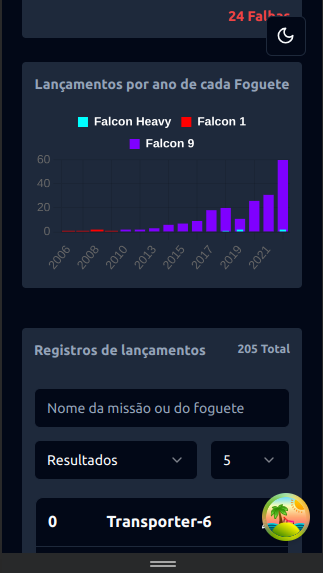 24 Falhas
Lançamentos por ano de cada Foguete
Falcon Heavy Falcon 1
Falcon 9
60
40
20
0
2006 2008 2010 2013 2015 2017 2019 2021
Registros de lançamentos 205 Total
Nome da missão ou do foguete
Resultados 5
0 Transporter-6